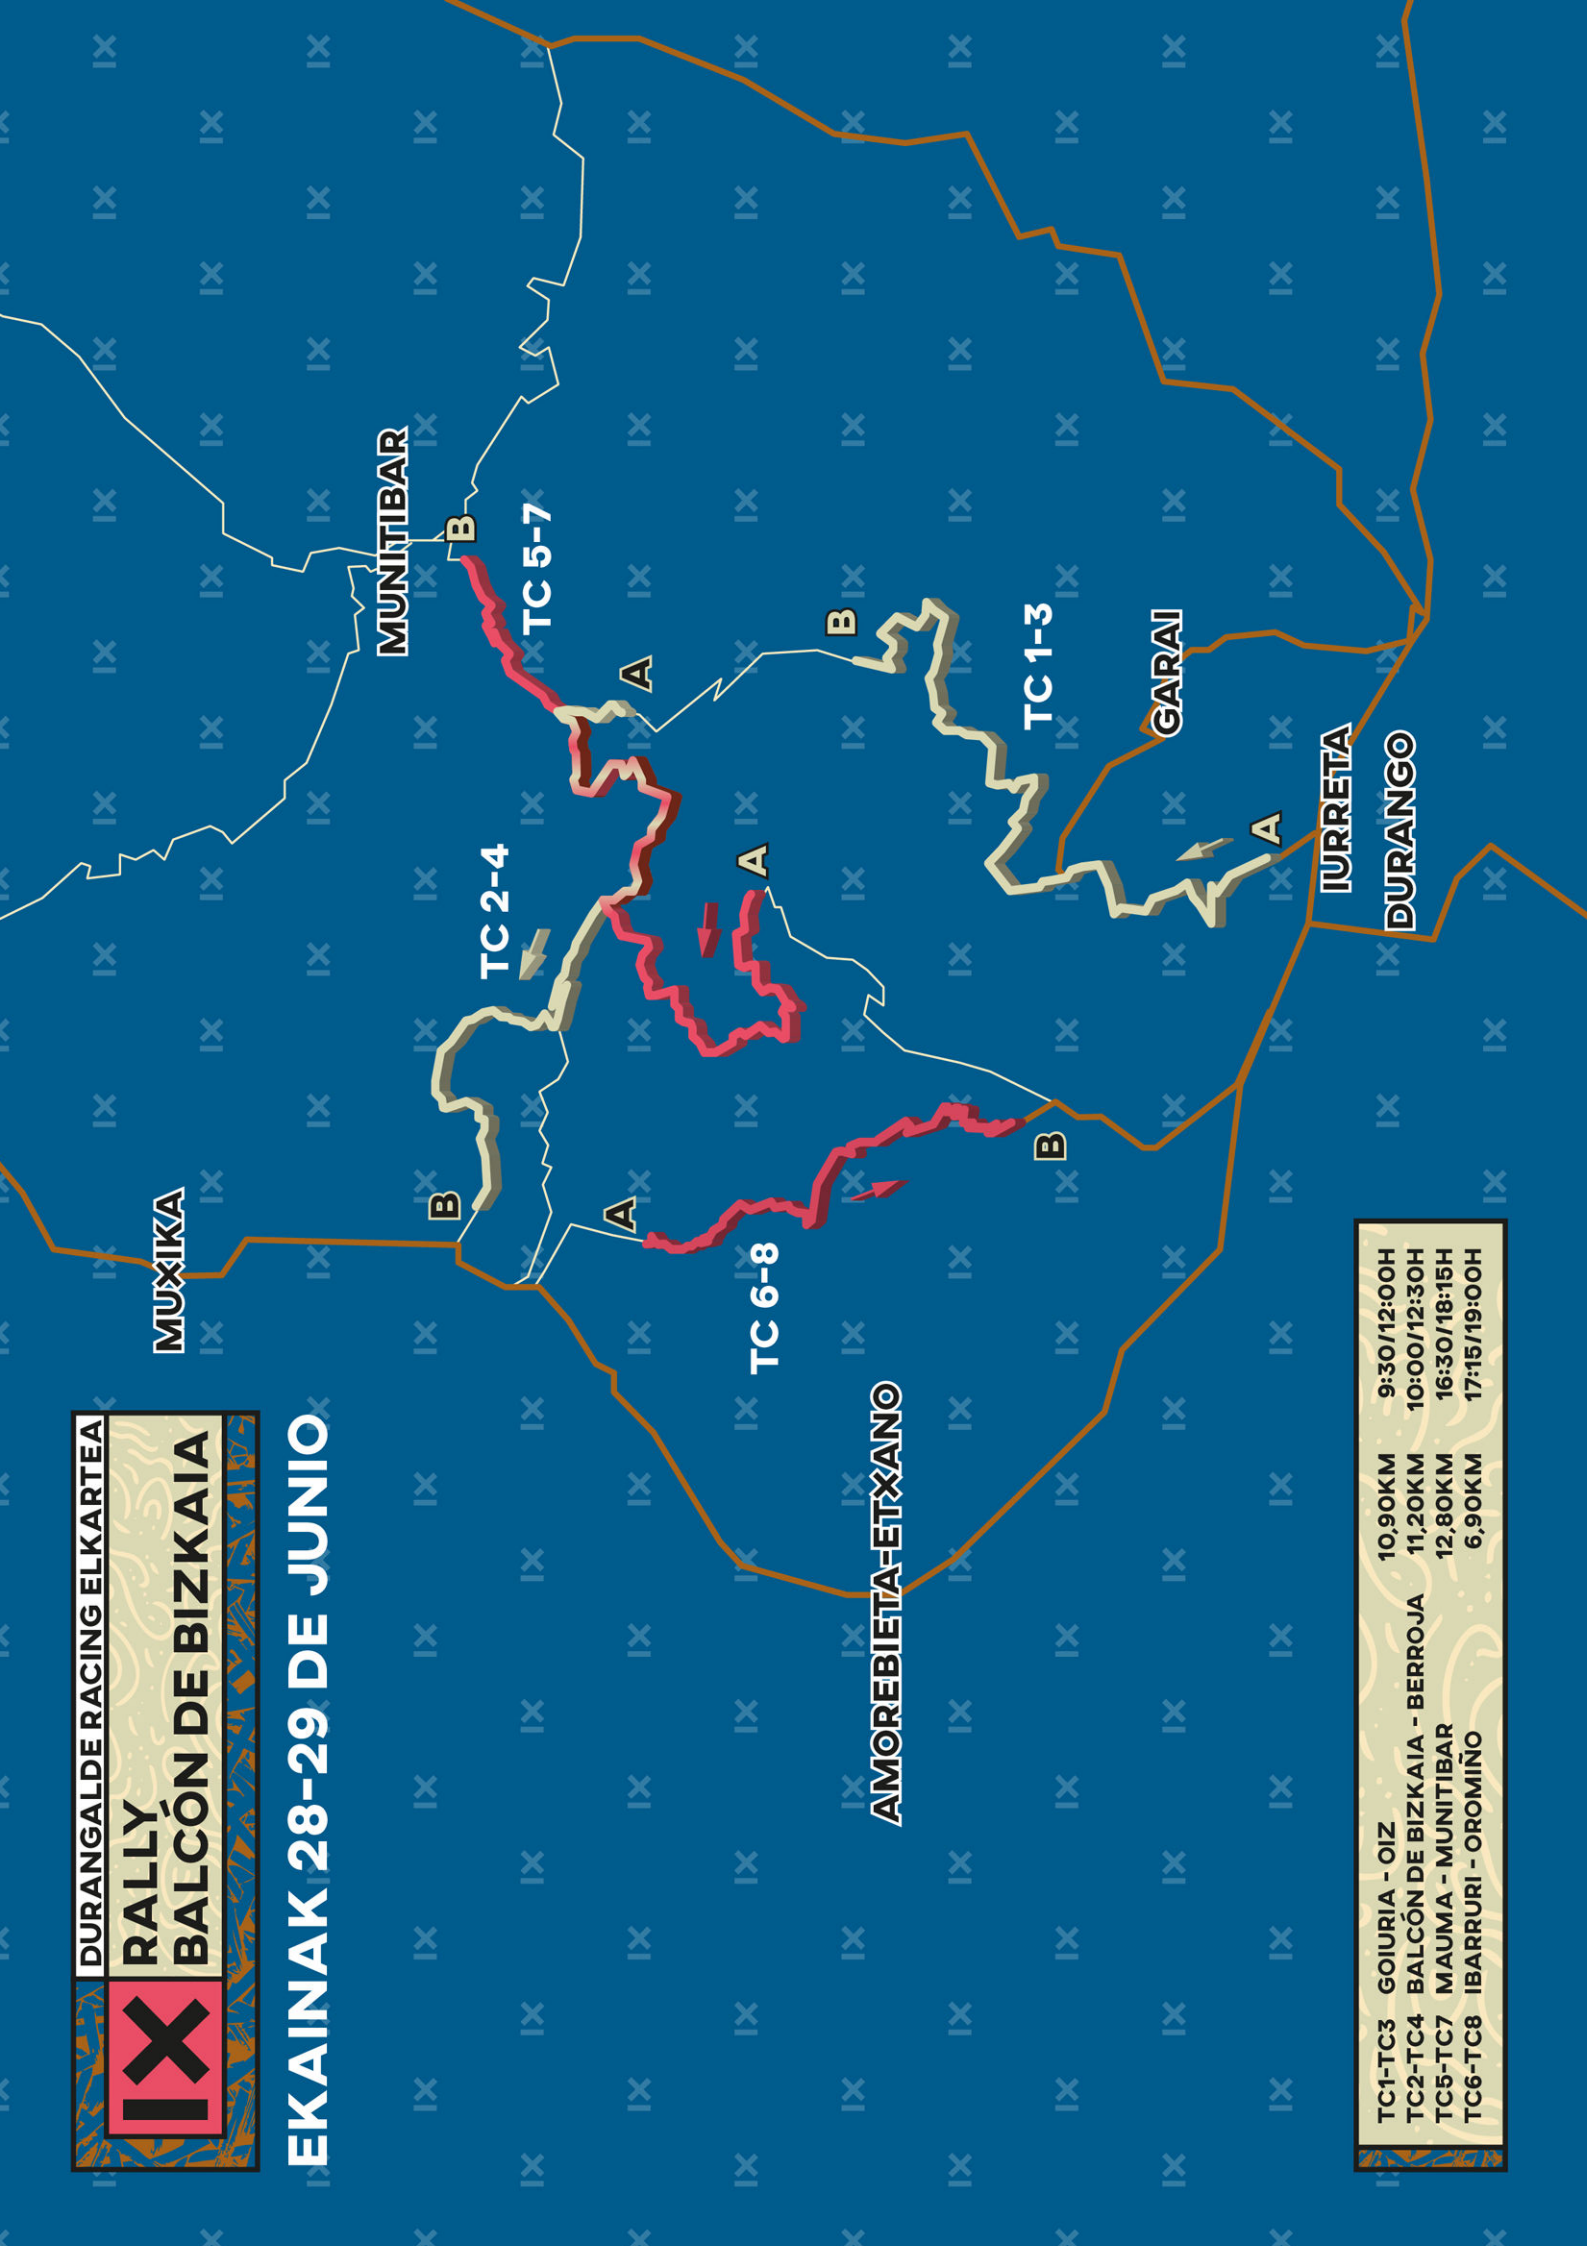 DURANGALDE RACING ELKARTEA
IX
RALLY
BALCÓN DE BIZKAIA
EKAINAK 28-29 DE JUNIO
MUXIKA
MUNITIBAR
B
B
TC 2-4
TC 5-7
A
A
A
B
TC 6-8
AMOREBIETA-ETXANO
B
TC 1-3
GARAI
A
IURRETA
DURANGO
TC1-TC3 GOIURIA - OIZ 10,90KM 9:30/12:00H
TC2-TC4 BALCÓN DE BIZKAIA - BERROJA 11,20KM 10:00/12:30H
TC5-TC7 MAUMA - MUNITIBAR 12,80KM 16:30/18:15H
TC6-TC8 IBARRURI - OROMIÑO 6,90KM 17:15/19:00H